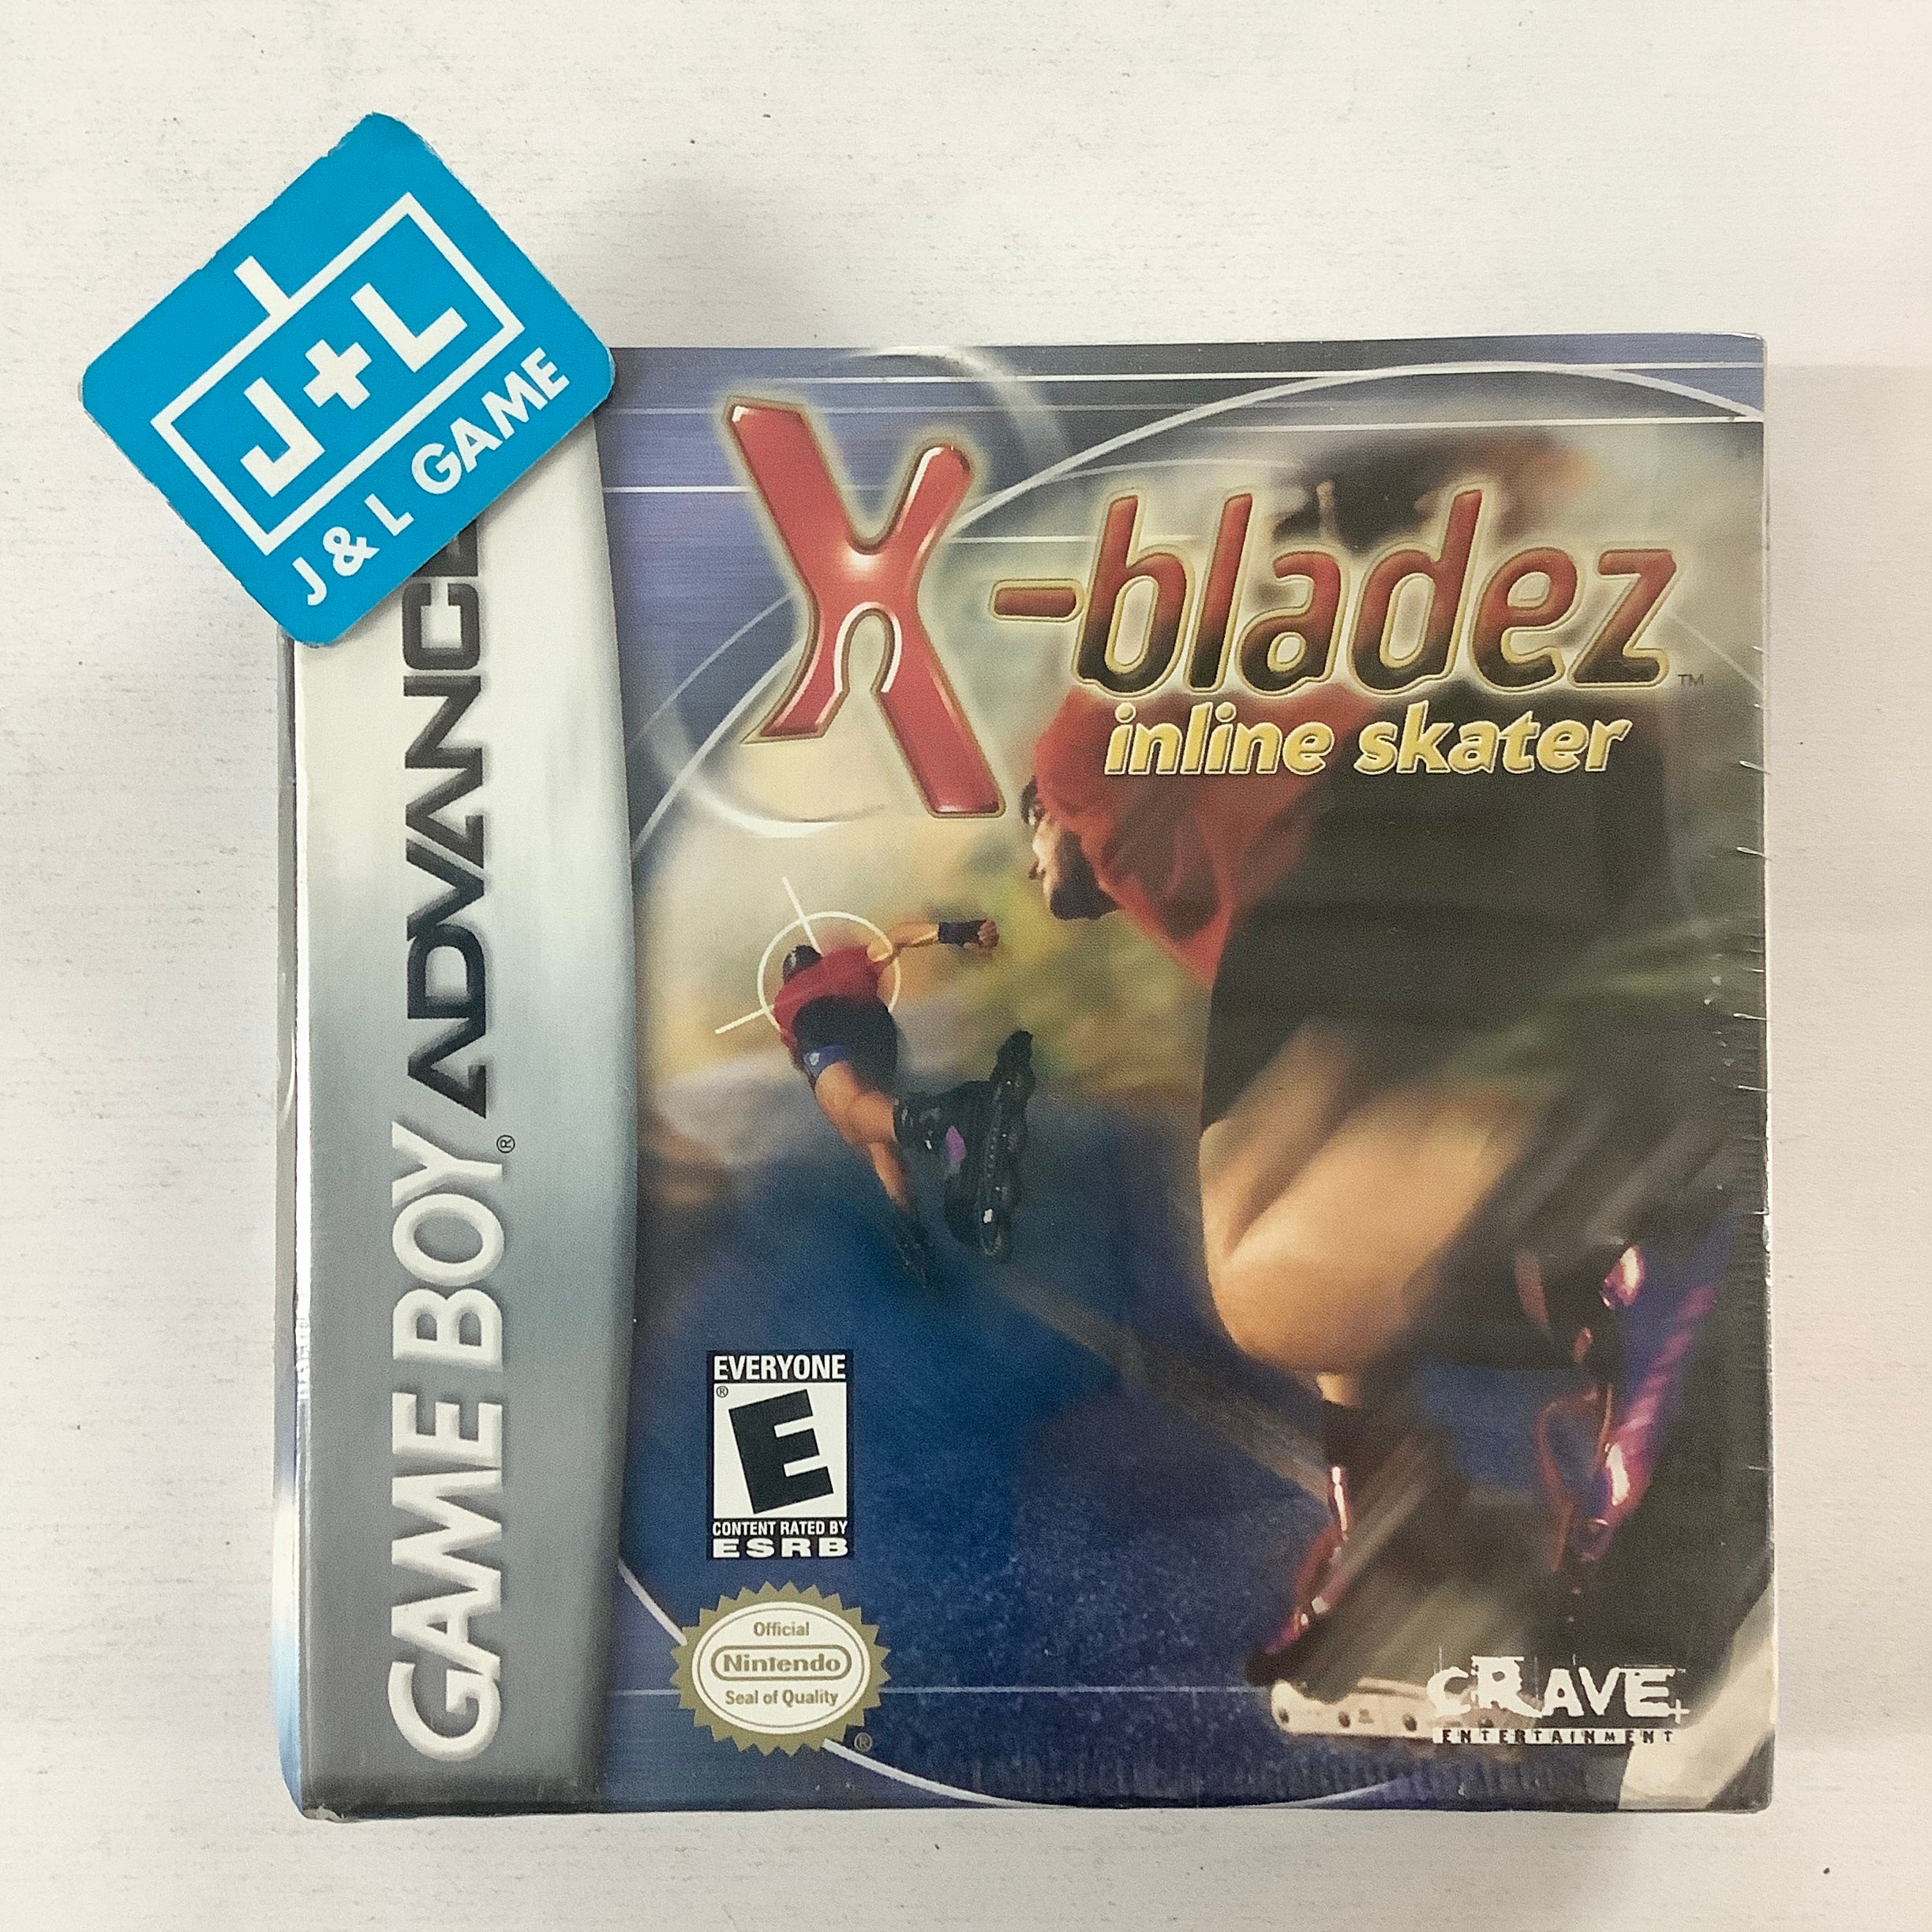 J+L
J & L GAME
GAME BOY ADVANCE
®
X-bladez
™
inline skater
EVERYONE
®
E
CONTENT RATED BY
ESRB
Official
Nintendo
Seal of Quality
®
CRAVE
ENTERTAINMENT